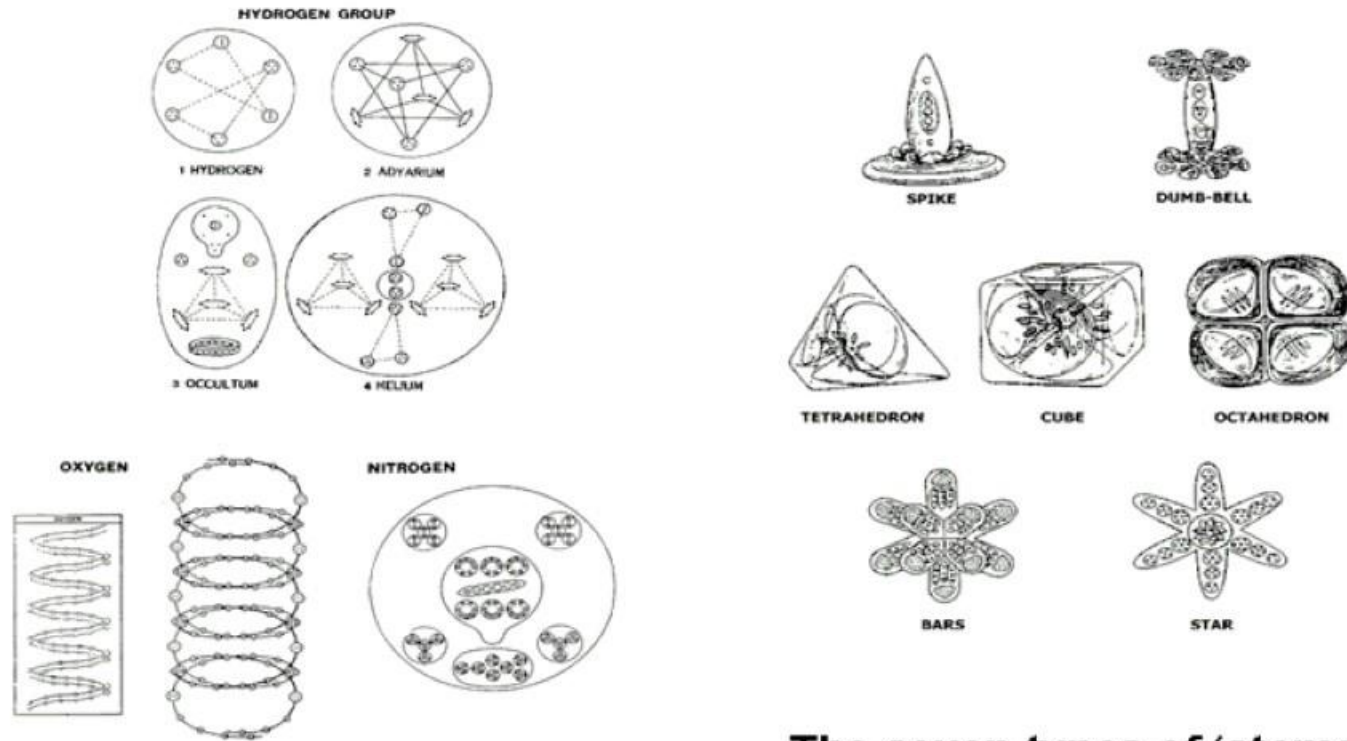 HYDROGEN GROUP
1 HYDROGEN
2 ADYARIUM
3 OCCULTUM
4 HELIUM
OXYGEN
NITROGEN
SPIKE
DUMB-BELL
TETRAHEDRON
CUBE
OCTAHEDRON
BARS
STAR